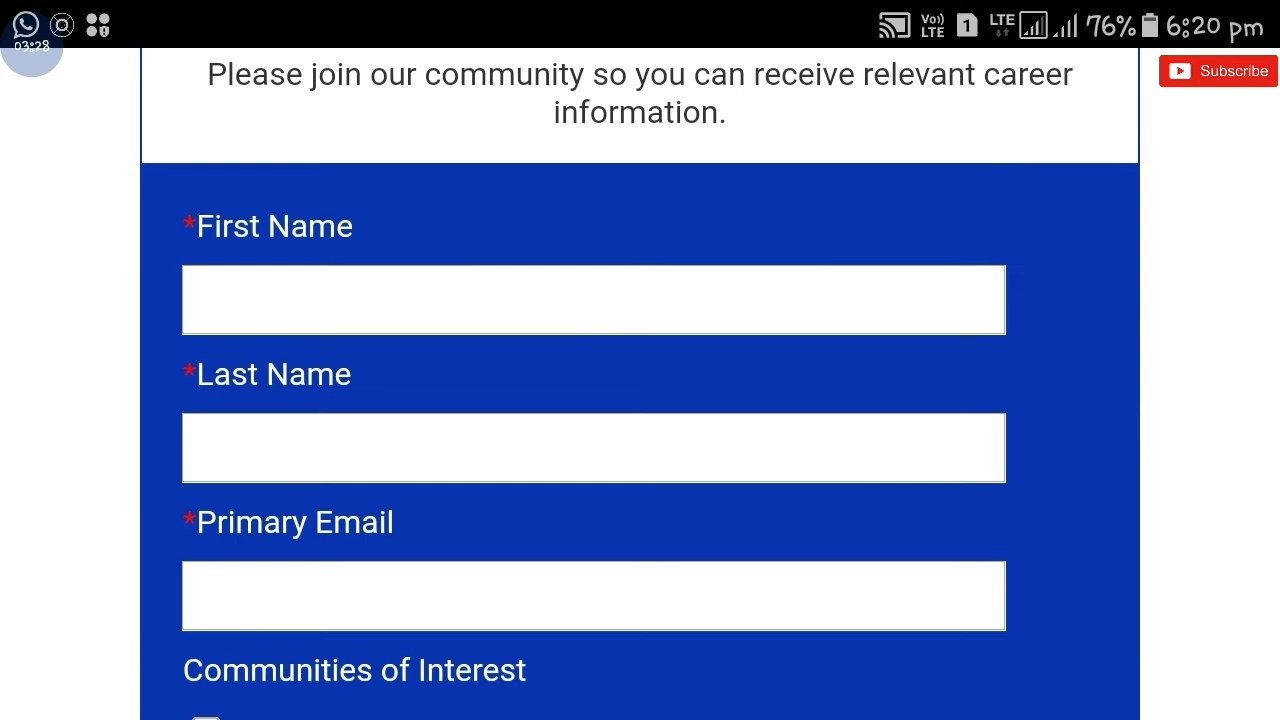 Vo) LTE 1 LTE 76% 6:20 pm
03:28
Subscribe
Please join our community so you can receive relevant career
information.
*First Name
*Last Name
*Primary Email
Communities of Interest